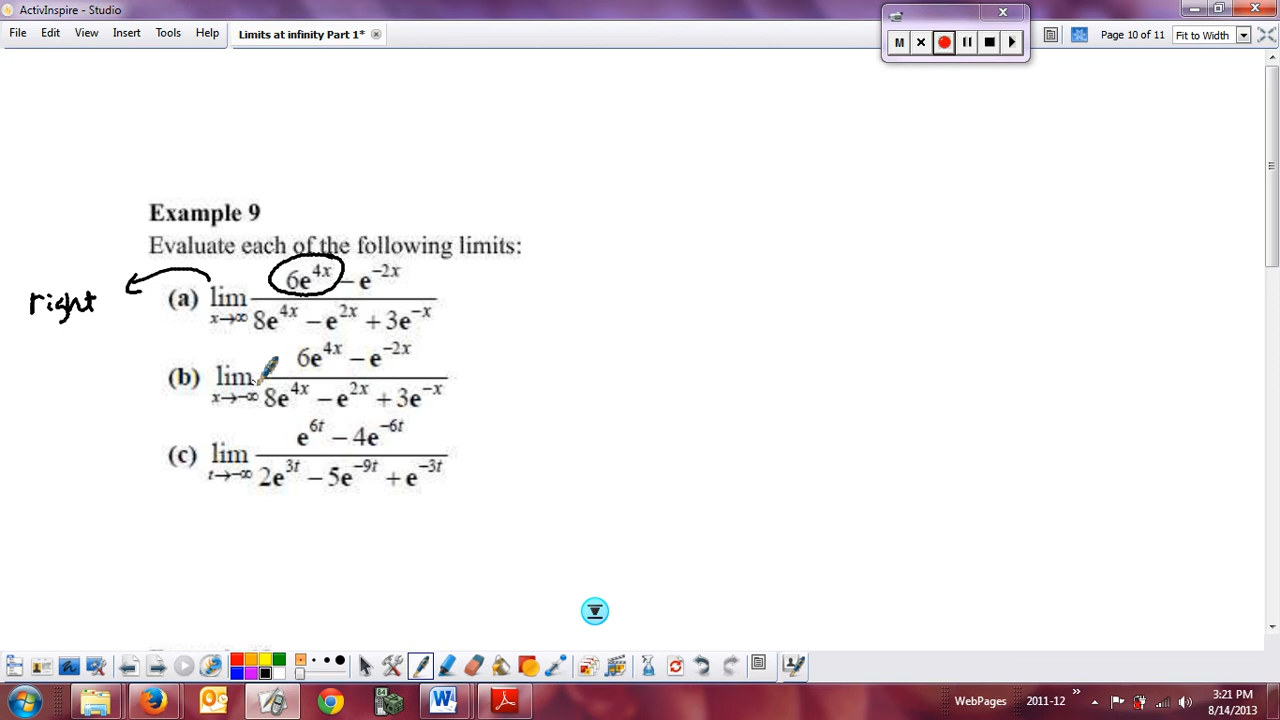 ActivInspire - Studio
File Edit View Insert Tools Help
Limits at infinity Part 1*
M
Page 10 of 11
Fit to Width
Example 9
Evaluate each of the following limits:
right
(a) lim x→∞ (6e^{4x} − e^{−2x}) / (8e^{4x} − e^{2x} + 3e^{−x})
(b) lim x→−∞ (6e^{4x} − e^{−2x}) / (8e^{4x} − e^{2x} + 3e^{−x})
(c) lim t→−∞ (e^{6t} − 4e^{−6t}) / (2e^{3t} − 5e^{−9t} + e^{−3t})
WebPages
2011-12
3:21 PM
8/14/2013